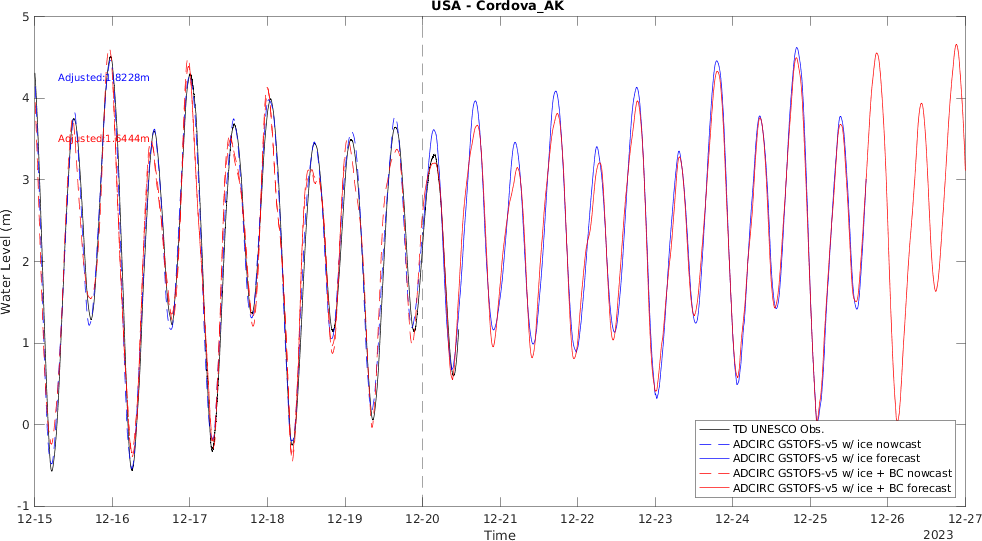 USA - Cordova_AK
Adjusted:1.8228m
Adjusted:1.6444m
Water Level (m)
5
4
3
2
1
0
-1
TD UNESCO Obs.
ADCIRC GSTOFS-v5 w/ ice nowcast
ADCIRC GSTOFS-v5 w/ ice forecast
ADCIRC GSTOFS-v5 w/ ice + BC nowcast
ADCIRC GSTOFS-v5 w/ ice + BC forecast
12-15 12-16 12-17 12-18 12-19 12-20 12-21 12-22 12-23 12-24 12-25 12-26 12-27
Time
2023